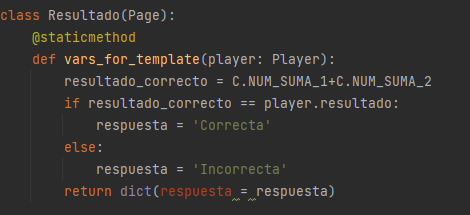 class Resultado(Page):
    @staticmethod
    def vars_for_template(player: Player):
        resultado_correcto = C.NUM_SUMA_1+C.NUM_SUMA_2
        if resultado_correcto == player.resultado:
            respuesta = 'Correcta'
        else:
            respuesta = 'Incorrecta'
        return dict(respuesta = respuesta)